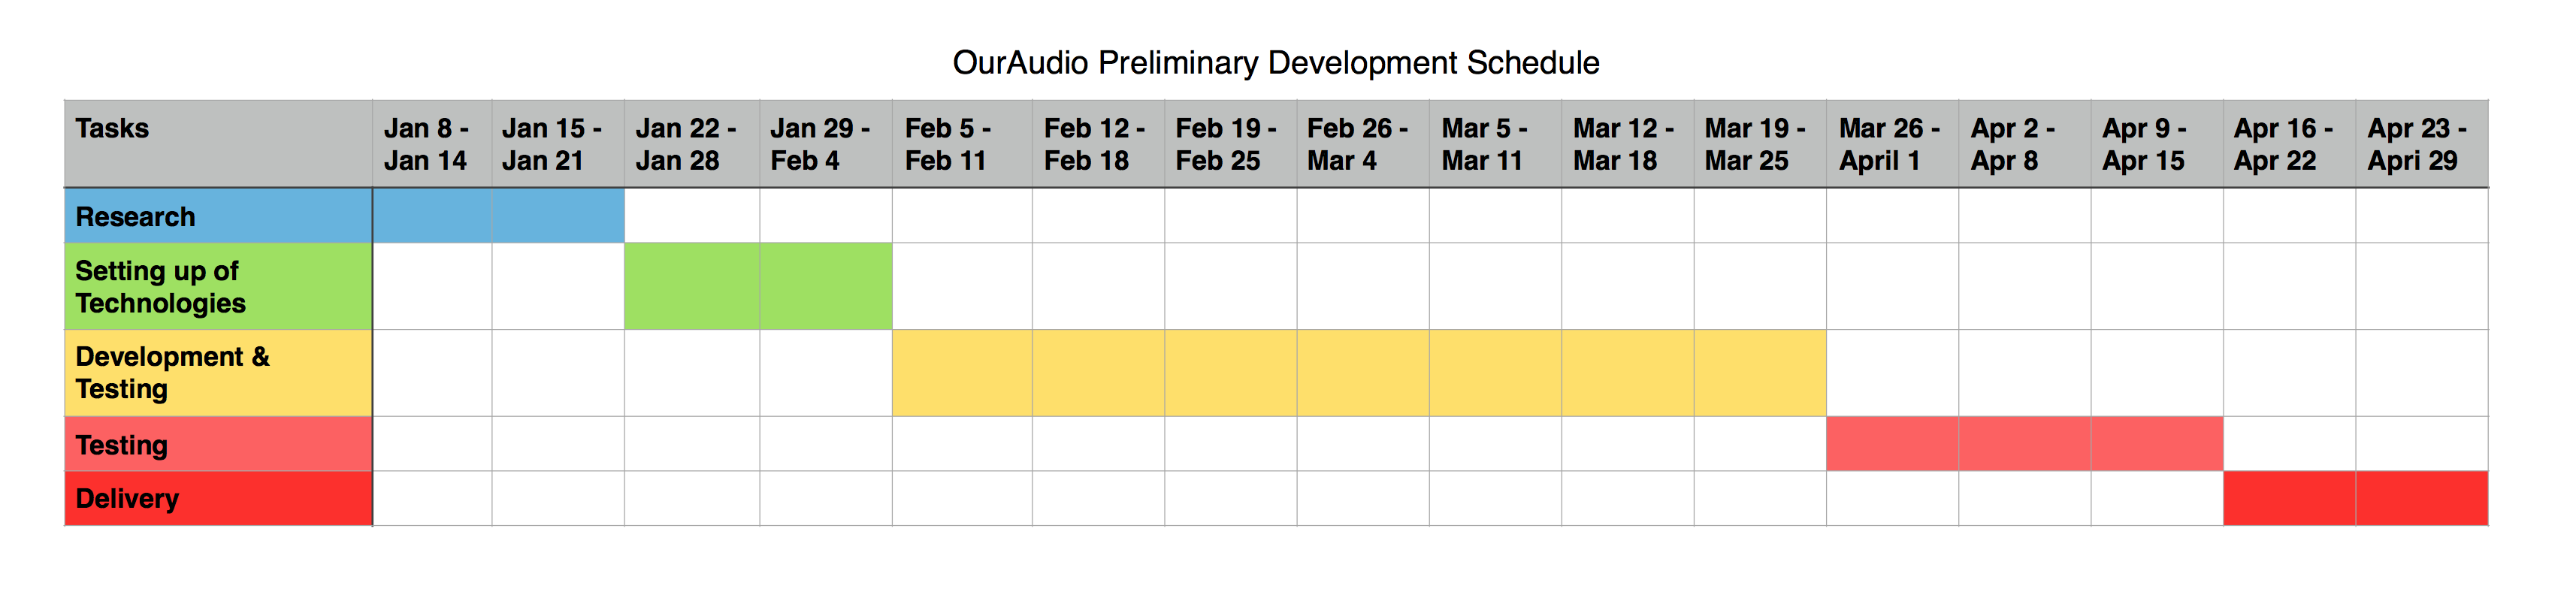 OurAudio Preliminary Development Schedule
Tasks
Jan 8 -
Jan 14
Jan 15 -
Jan 21
Jan 22 -
Jan 28
Jan 29 -
Feb 4
Feb 5 -
Feb 11
Feb 12 -
Feb 18
Feb 19 -
Feb 25
Feb 26 -
Mar 4
Mar 5 -
Mar 11
Mar 12 -
Mar 18
Mar 19 -
Mar 25
Mar 26 -
April 1
Apr 2 -
Apr 8
Apr 9 -
Apr 15
Apr 16 -
Apr 22
Apr 23 -
Apri 29
Research
Setting up of
Technologies
Development &
Testing
Testing
Delivery